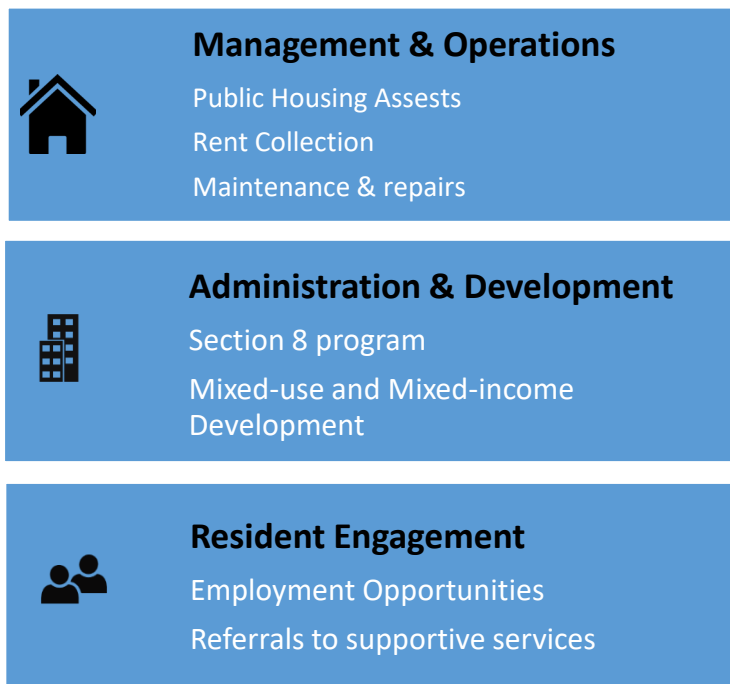 Management & Operations
Public Housing Assests
Rent Collection
Maintenance & repairs
Administration & Development
Section 8 program
Mixed-use and Mixed-income
Development
Resident Engagement
Employment Opportunities
Referrals to supportive services